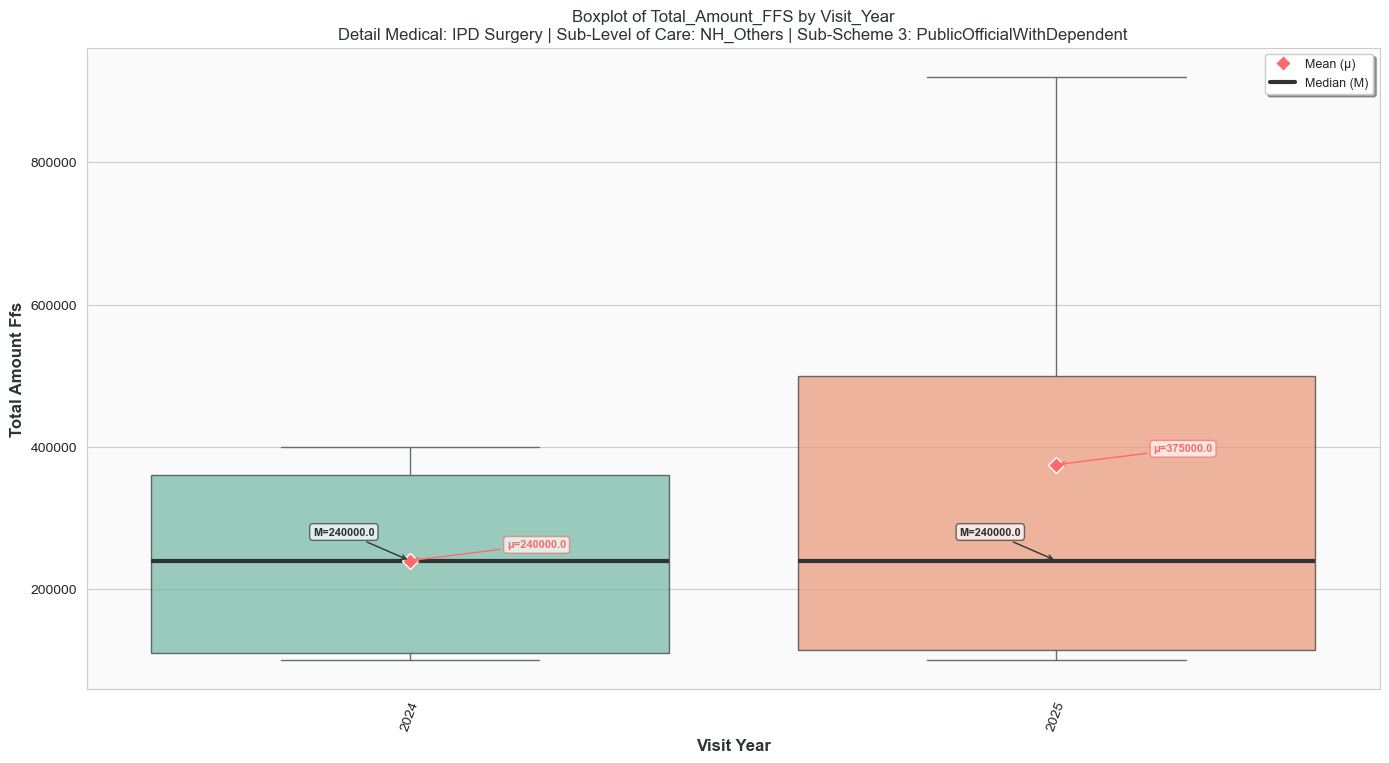 Boxplot of Total_Amount_FFS by Visit_Year
Detail Medical: IPD Surgery | Sub-Level of Care: NH_Others | Sub-Scheme 3: PublicOfficialWithDependent
Mean (μ)
Median (M)
Total Amount Ffs
800000
600000
400000
200000
M=240000.0
μ=240000.0
μ=375000.0
M=240000.0
2024
2025
Visit Year